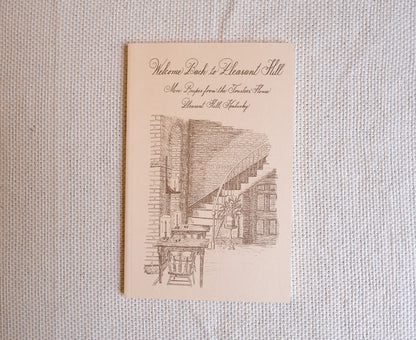 Welcome Back to Pleasant Hill
More Recipes from the Trustees' House
Pleasant Hill, Kentucky